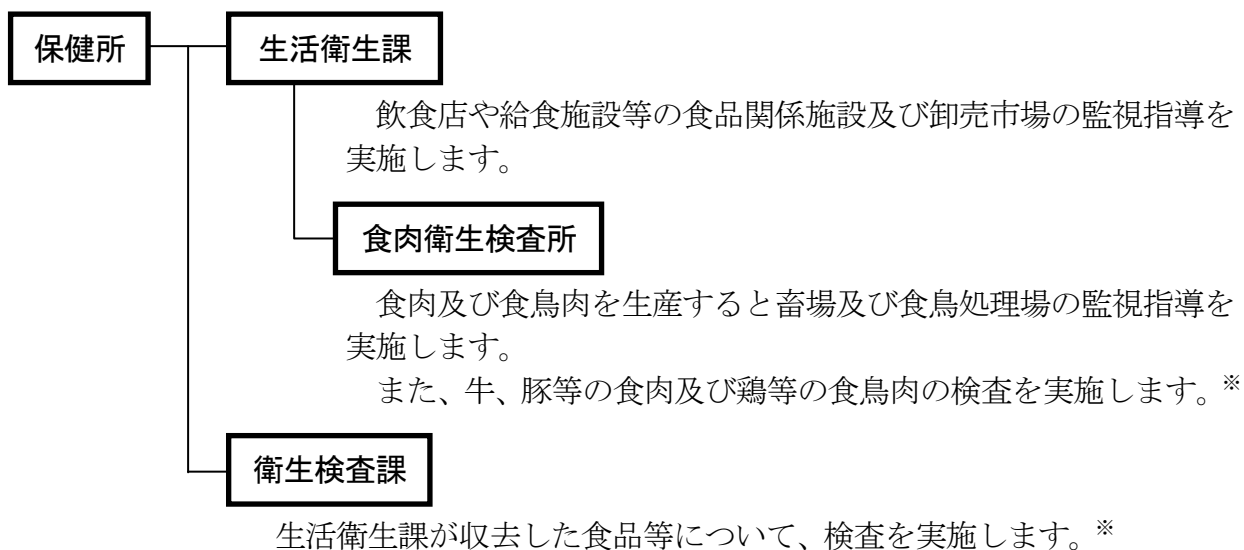 保健所
生活衛生課
飲食店や給食施設等の食品関係施設及び卸売市場の監視指導を
実施します。
食肉衛生検査所
食肉及び食鳥肉を生産すると畜場及び食鳥処理場の監視指導を
実施します。
また、牛、豚等の食肉及び鶏等の食鳥肉の検査を実施します。※
衛生検査課
生活衛生課が収去した食品等について、検査を実施します。※